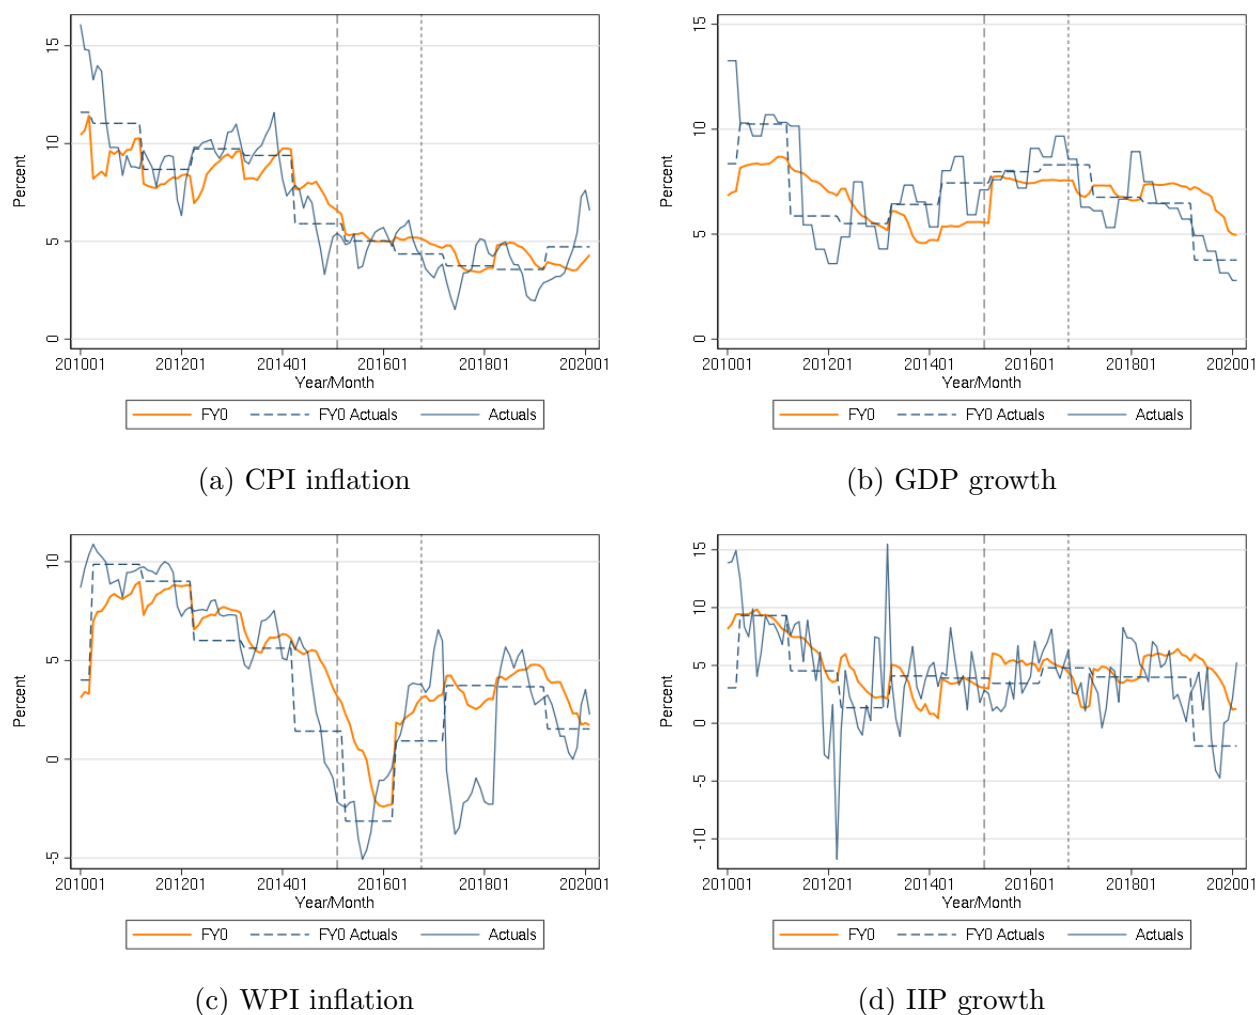 Percent
15
10
5
0
201001 201201 201401 201601 201801 202001
Year/Month
FY0 FY0 Actuals Actuals
(a) CPI inflation
Percent
15
10
5
0
201001 201201 201401 201601 201801 202001
Year/Month
FY0 FY0 Actuals Actuals
(b) GDP growth
Percent
10
5
0
-5
201001 201201 201401 201601 201801 202001
Year/Month
FY0 FY0 Actuals Actuals
(c) WPI inflation
Percent
15
10
5
0
-5
-10
201001 201201 201401 201601 201801 202001
Year/Month
FY0 FY0 Actuals Actuals
(d) IIP growth